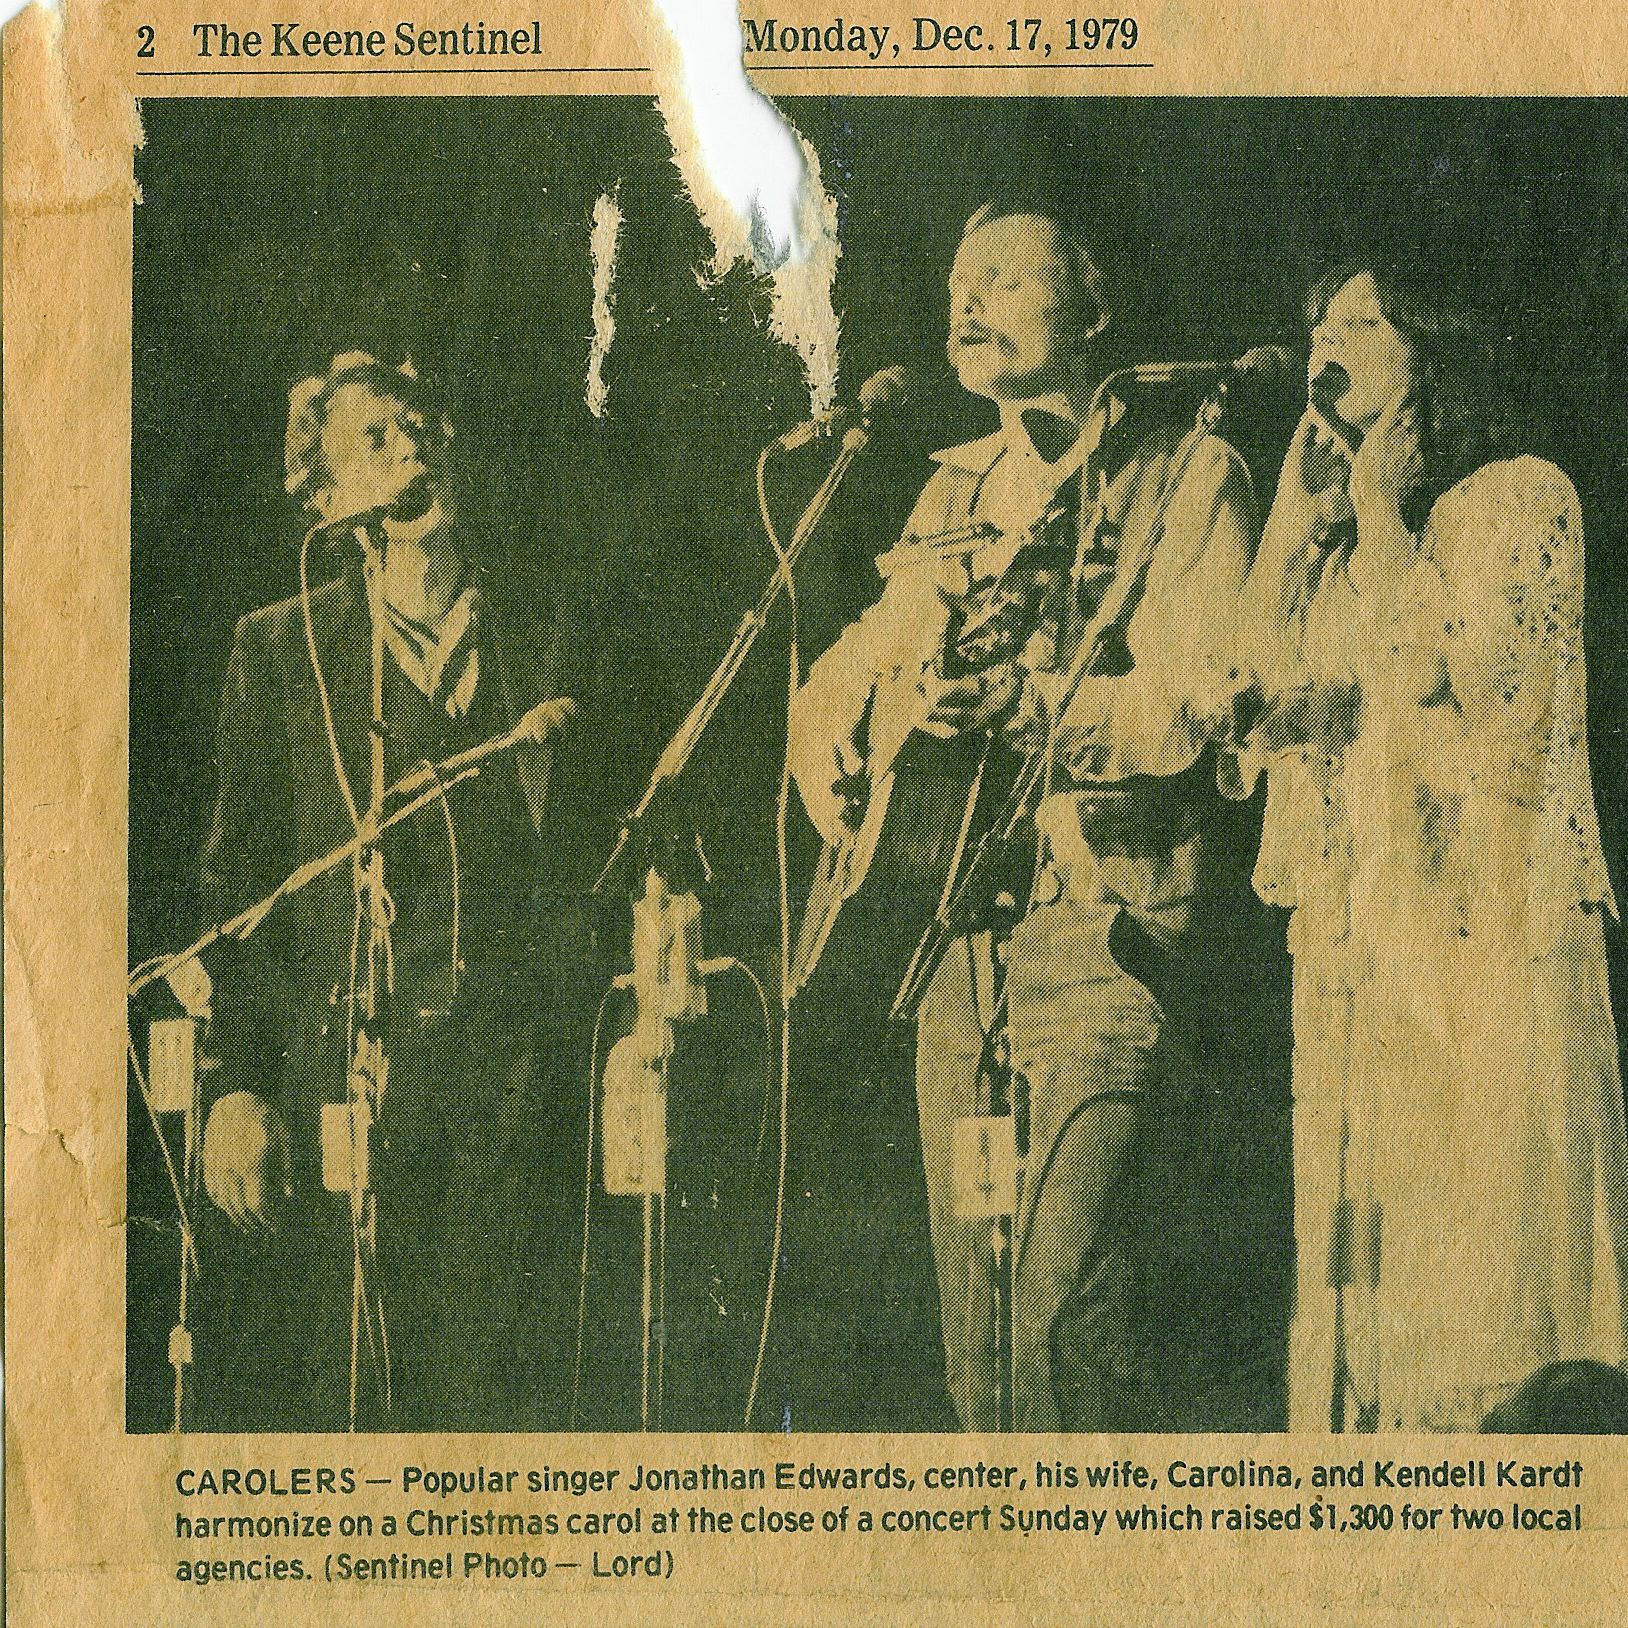 2 The Keene Sentinel Monday, Dec. 17, 1979
CAROLERS — Popular singer Jonathan Edwards, center, his wife, Carolina, and Kendell Kardt
harmonize on a Christmas carol at the close of a concert Sunday which raised $1,300 for two local
agencies. (Sentinel Photo — Lord)